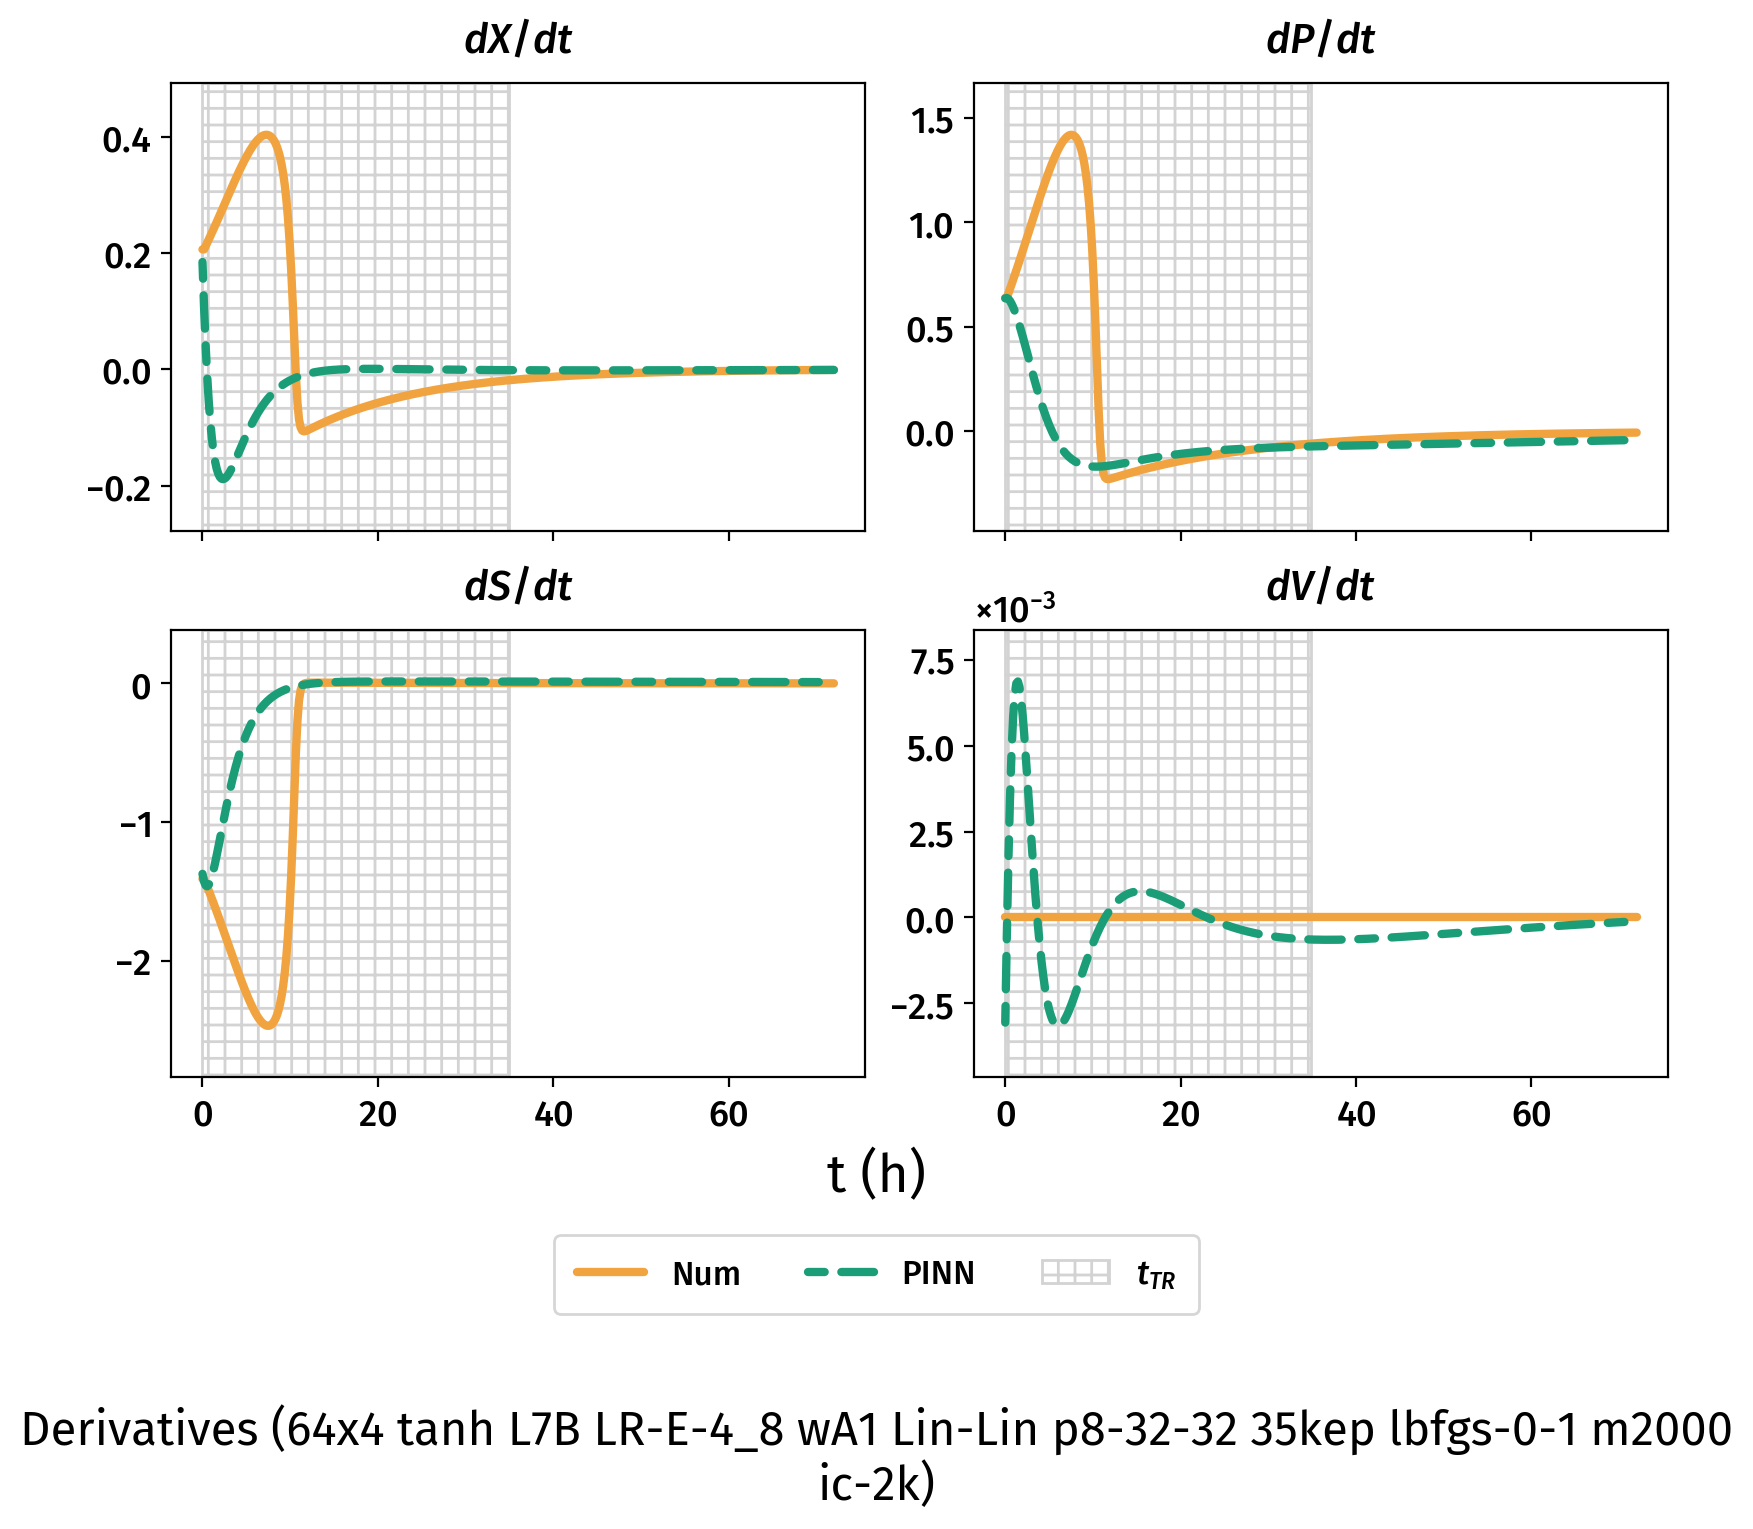 dX/dt
dP/dt
0.4
0.2
0.0
−0.2
1.5
1.0
0.5
0.0
dS/dt
dV/dt
×10⁻³
0
−1
−2
7.5
5.0
2.5
0.0
−2.5
0 20 40 60
0 20 40 60
t (h)
Num PINN t_TR
Derivatives (64x4 tanh L7B LR-E-4_8 wA1 Lin-Lin p8-32-32 35kep lbfgs-0-1 m2000
ic-2k)